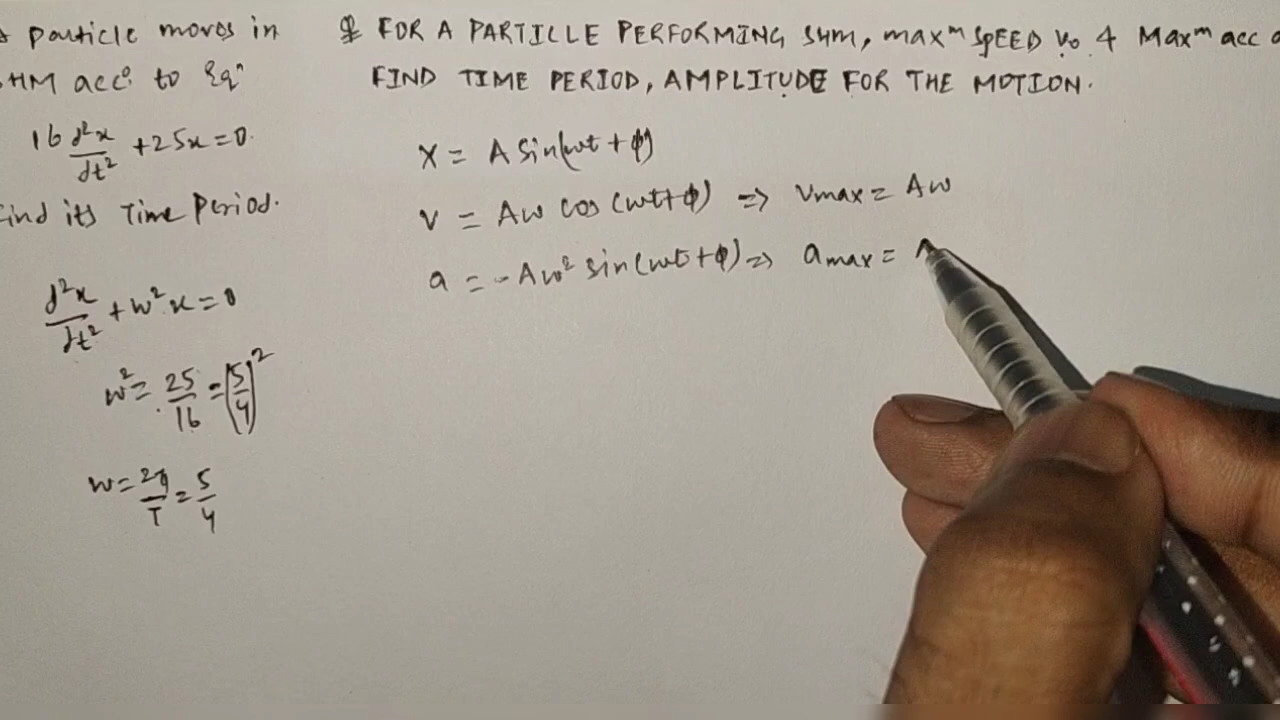 particle moves in
SHM acc. to Eqⁿ
16 d²x/dt² + 25x = 0.
Find its Time Period.
d²x/dt² + w²x = 0
w² = 25/16 = (5/4)²
w = 2π/T = 5/4
Q FOR A PARTICLE PERFORMING SHM, maxᵐ SPEED V₀ & Maxᵐ acc
FIND TIME PERIOD, AMPLITUDE FOR THE MOTION.
X = A sin(wt + ϕ)
V = Aw cos (wt+ϕ) => Vmax = Aw
a = -Aw² sin(wt+ϕ) => amax = A